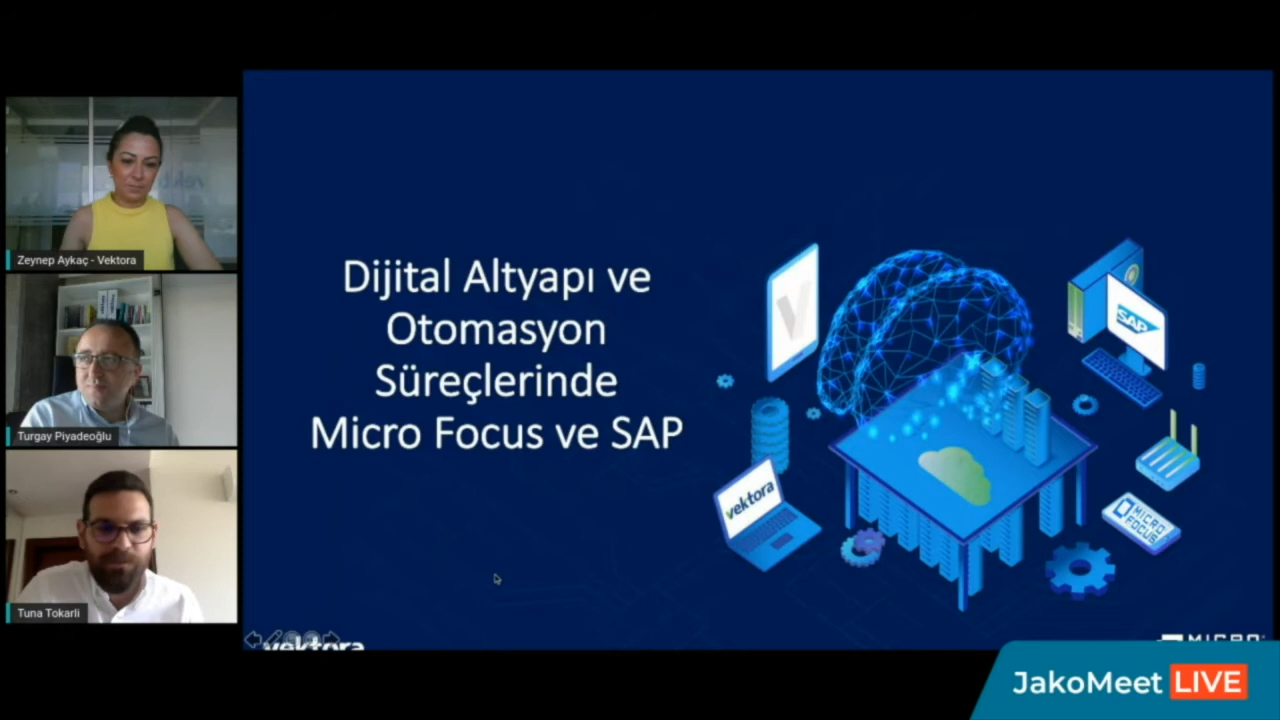 Zeynep Aykaç - Vektora
Turgay Piyadeoğlu
Tuna Tokarli
Dijital Altyapı ve
Otomasyon
Süreçlerinde
Micro Focus ve SAP
SAP
vektora
MICRO
FOCUS
vektora
MICRO
JakoMeet LIVE